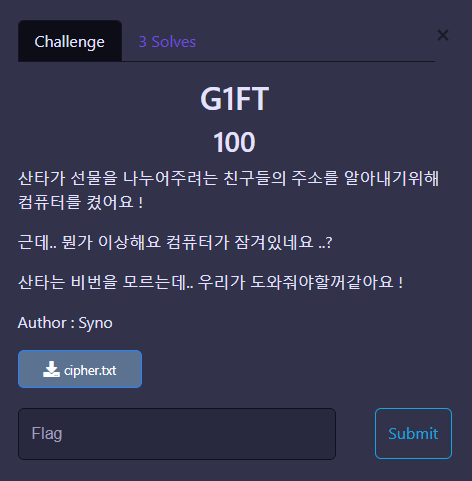 Challenge
3 Solves
×
G1FT
100
산타가 선물을 나누어주려는 친구들의 주소를 알아내기위해
컴퓨터를 켰어요 !
근데.. 뭔가 이상해요 컴퓨터가 잠겨있네요 ..?
산타는 비번을 모르는데.. 우리가 도와줘야할꺼같아요 !
Author : Syno
cipher.txt
Flag
Submit